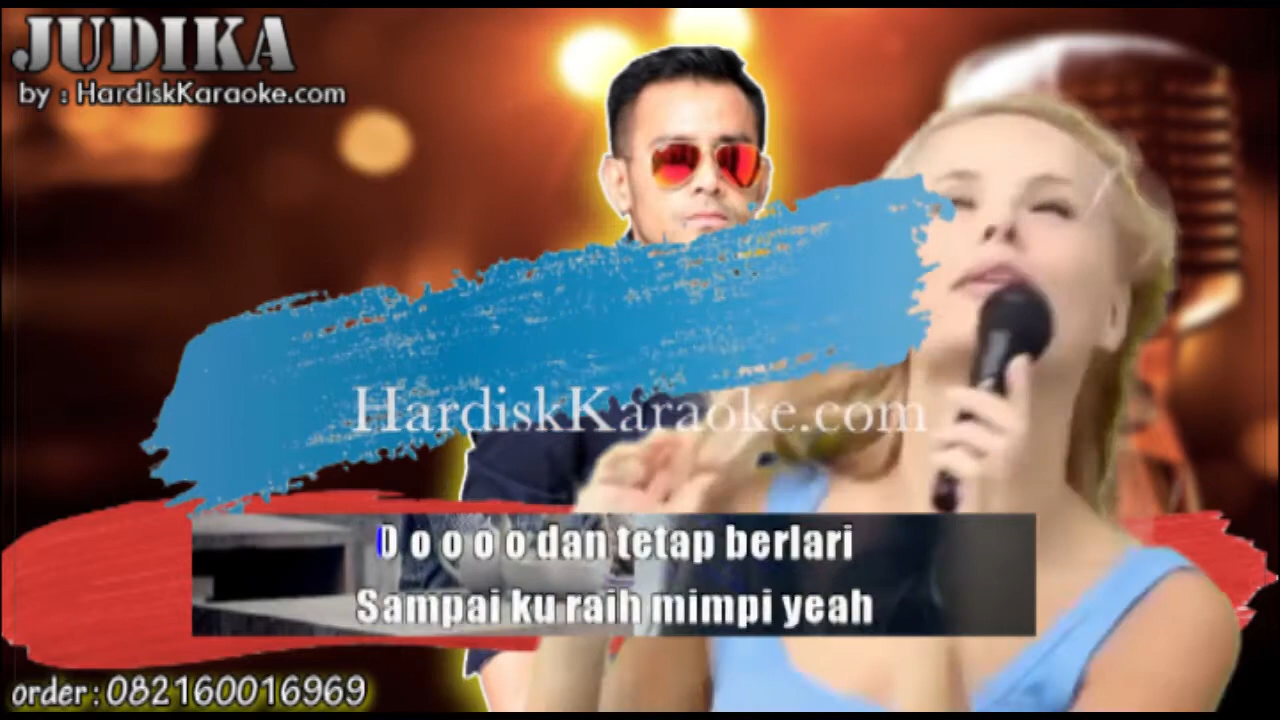 JUDIKA
by : HardiskKaraoke.com
HardiskKaraoke.com
O o o o o dan tetap berlari
Sampai ku raih mimpi yeah
order : 082160016969